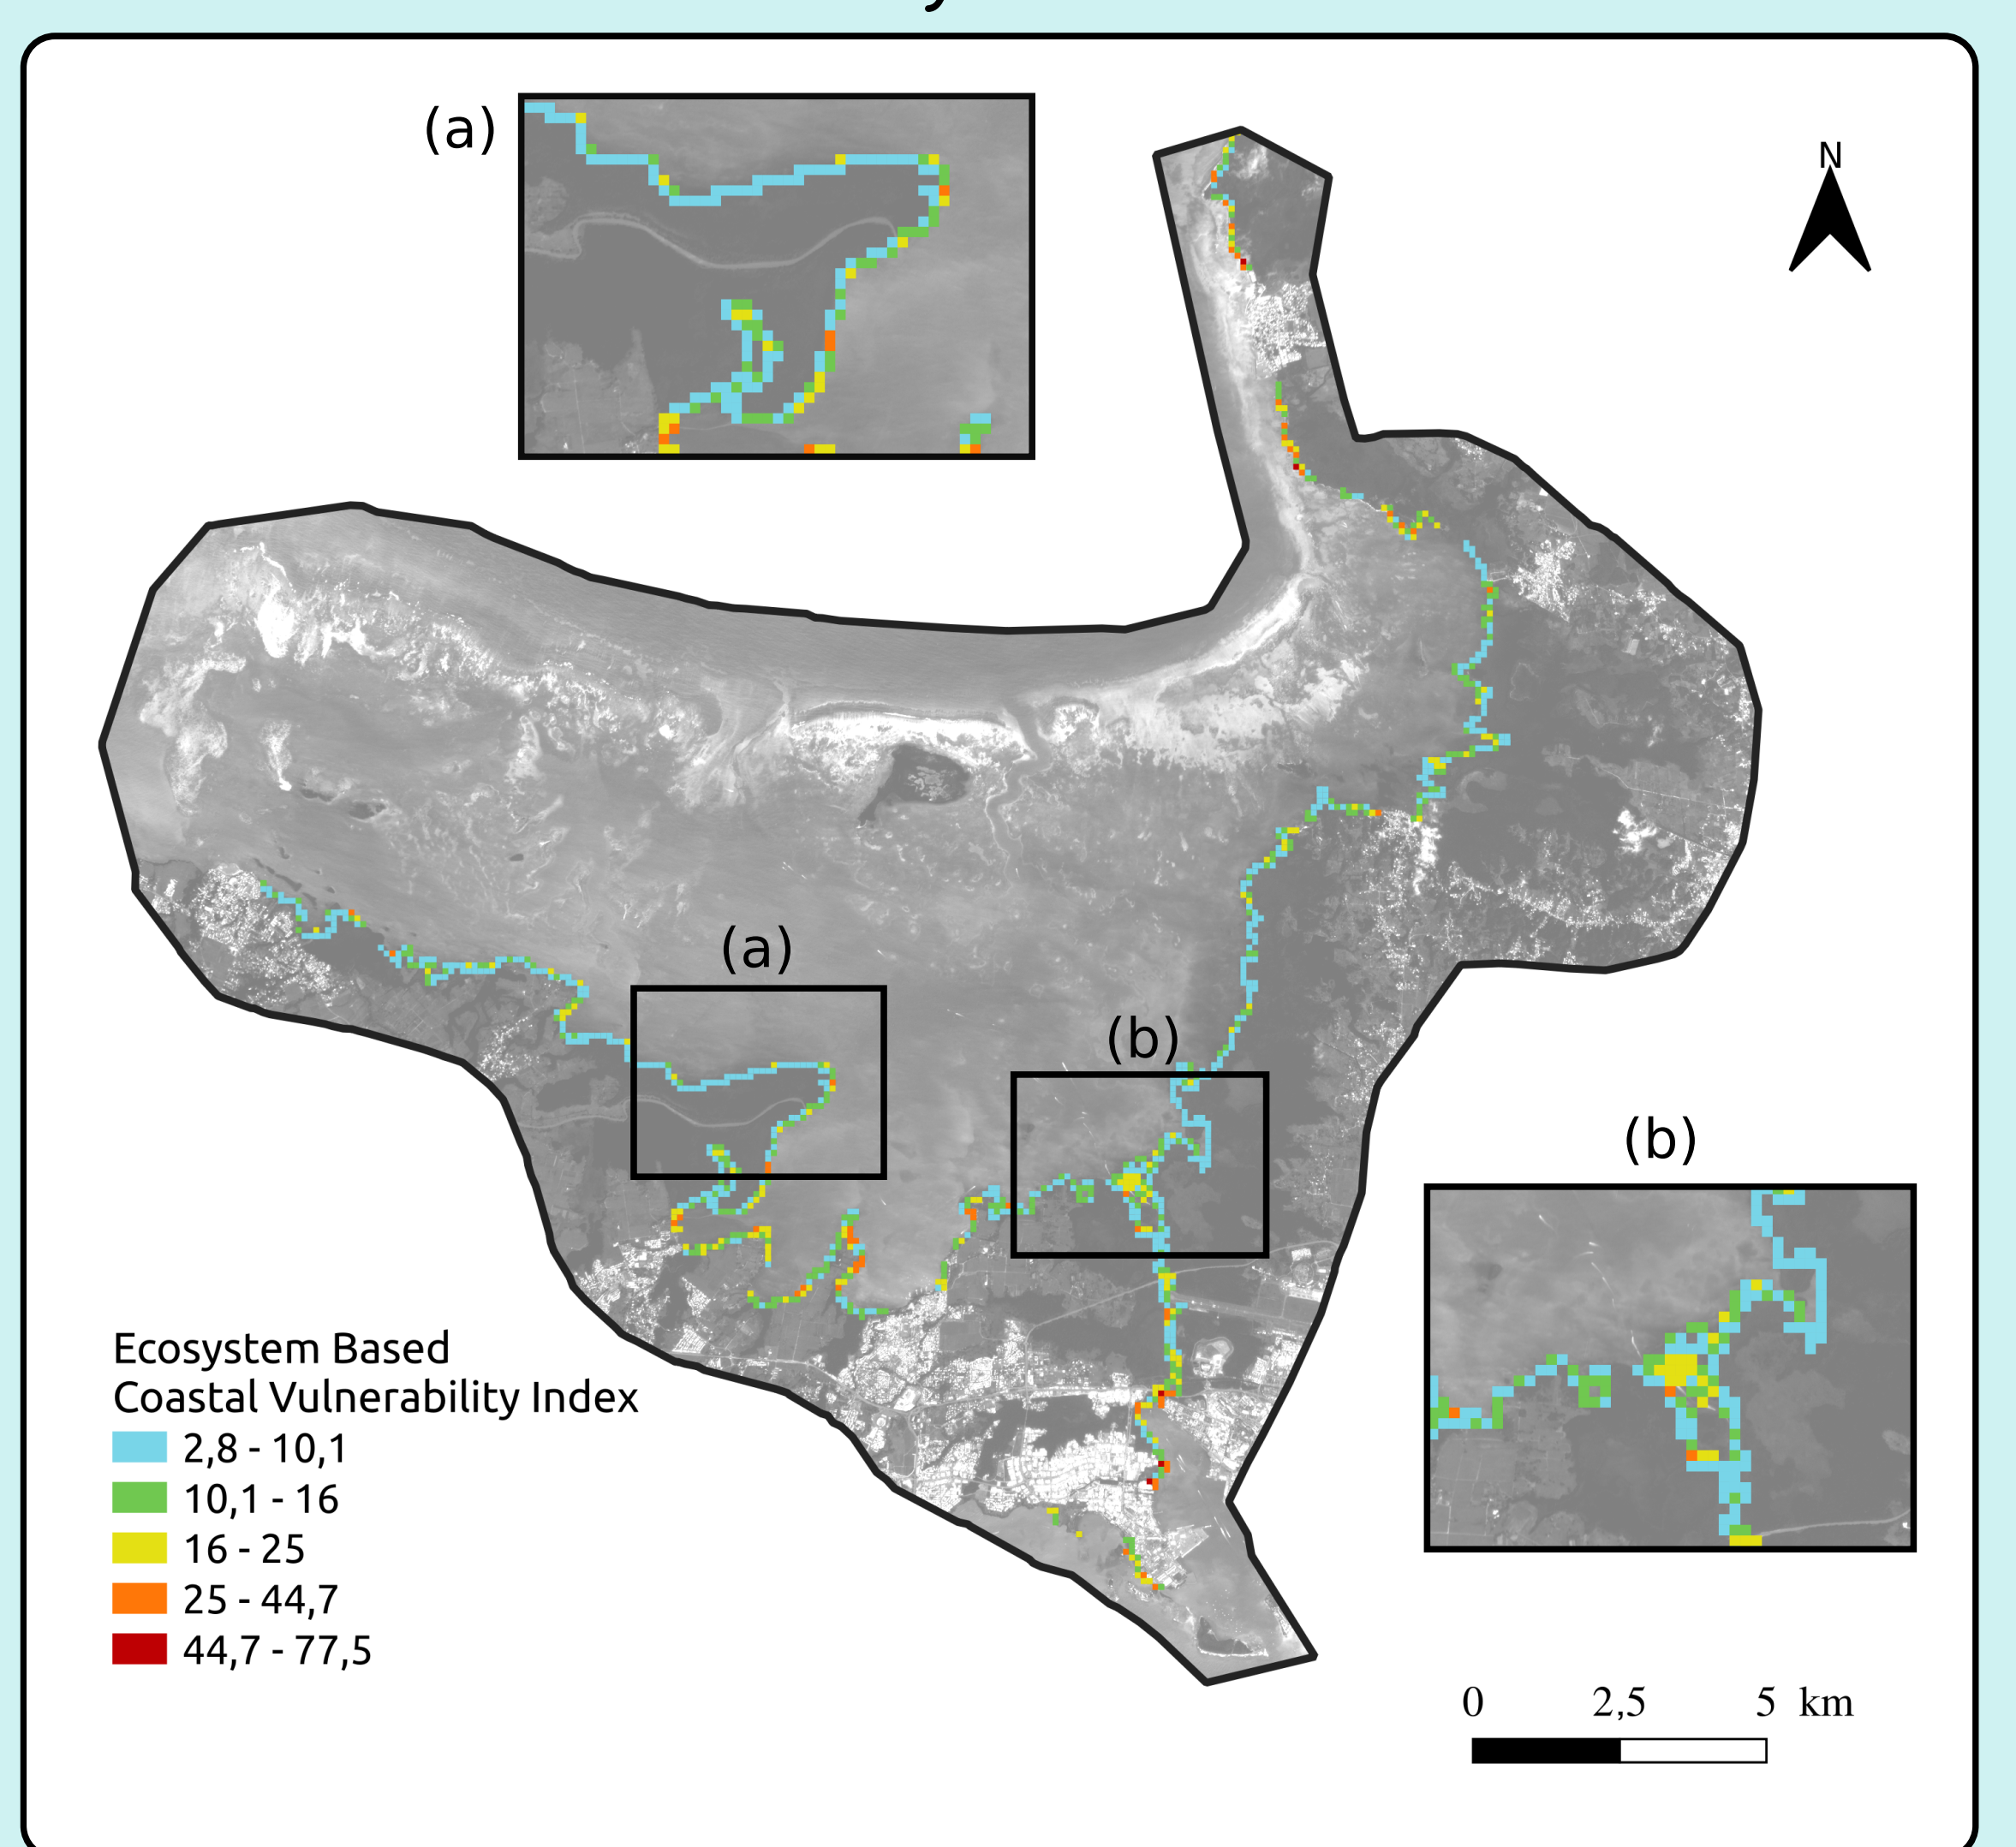 (a)
N
(a)
(b)
(b)
Ecosystem Based
Coastal Vulnerability Index
2,8 - 10,1
10,1 - 16
16 - 25
25 - 44,7
44,7 - 77,5
0 2,5 5 km